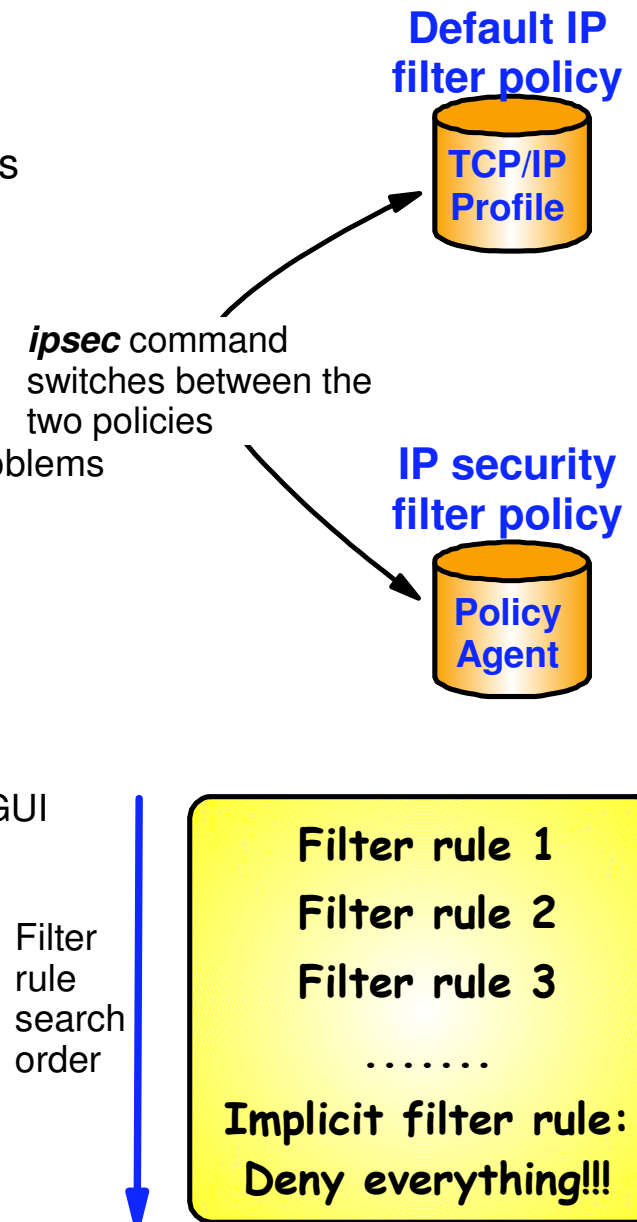 Default IP
filter policy
TCP/IP
Profile
s
ipsec command
switches between the
two policies
oblems
IP security
filter policy
Policy
Agent
GUI
Filter
rule
search
order
Filter rule 1
Filter rule 2
Filter rule 3
.......
Implicit filter rule:
Deny everything!!!